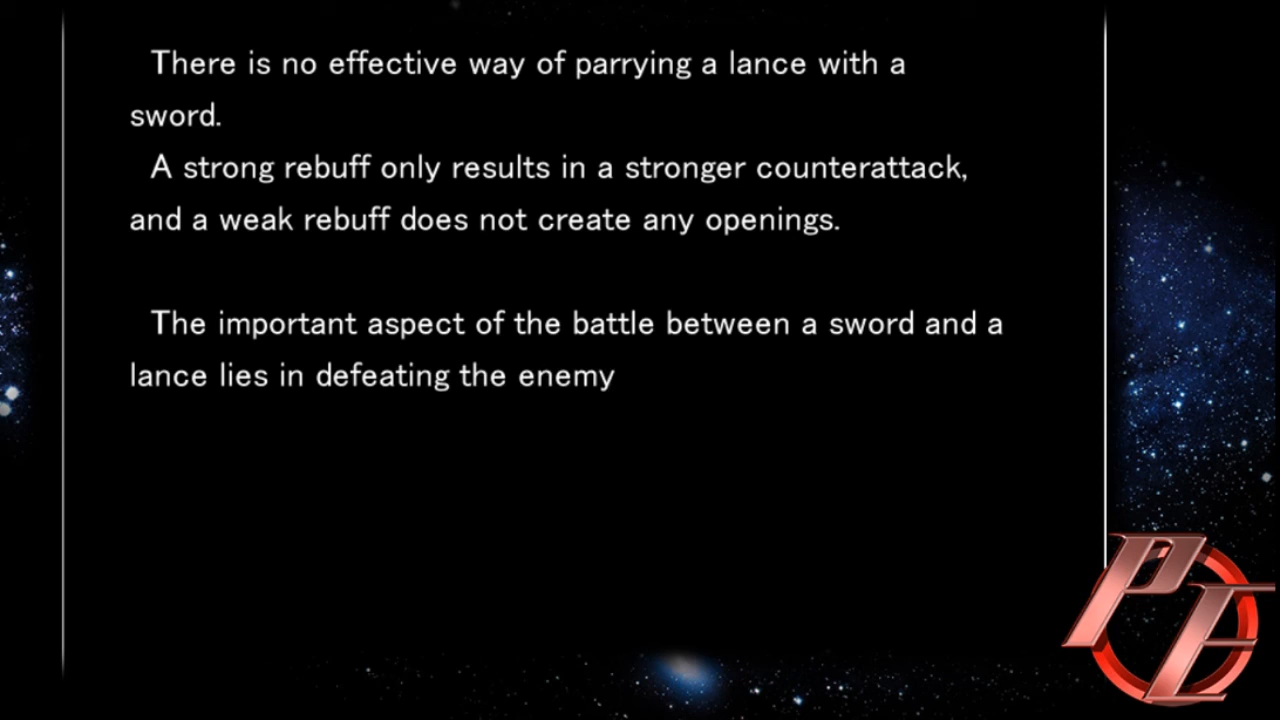 There is no effective way of parrying a lance with a
sword.
A strong rebuff only results in a stronger counterattack,
and a weak rebuff does not create any openings.
The important aspect of the battle between a sword and a
lance lies in defeating the enemy
PE